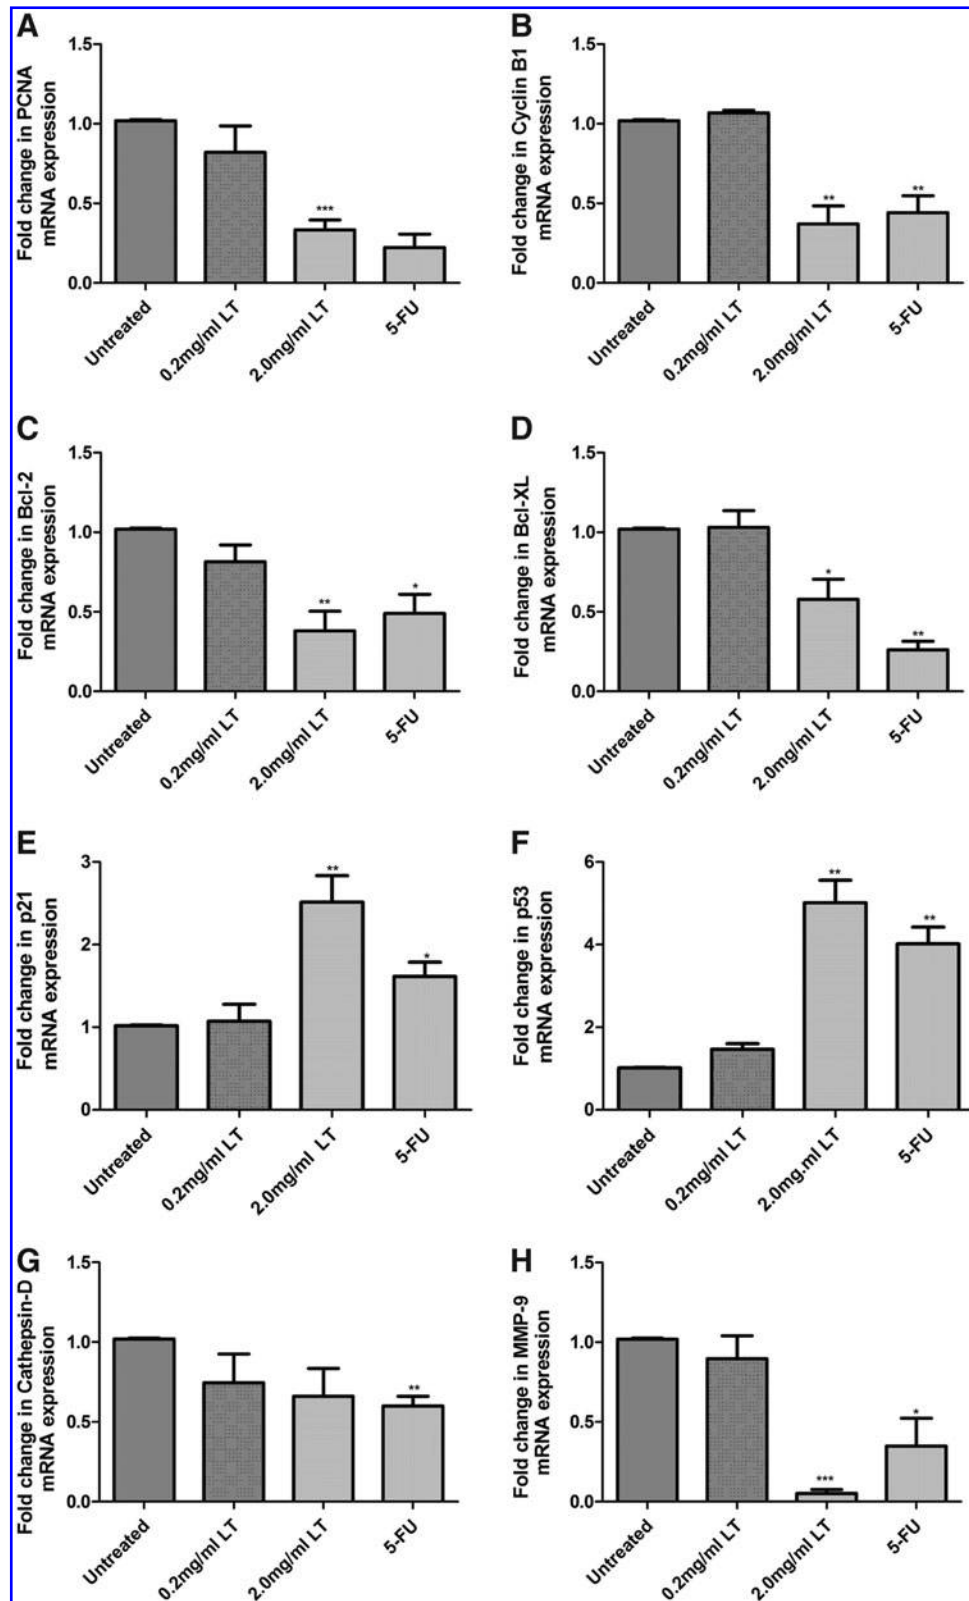 A
Fold change in PCNA
mRNA expression
1.5
1.0
0.5
0.0
***
Untreated
0.2mg/ml LT
2.0mg/ml LT
5-FU
B
Fold change in Cyclin B1
mRNA expression
1.5
1.0
0.5
0.0
**
**
Untreated
0.2mg/ml LT
2.0mg/ml LT
5-FU
C
Fold change in Bcl-2
mRNA expression
1.5
1.0
0.5
0.0
**
*
Untreated
0.2mg/ml LT
2.0mg/ml LT
5-FU
D
Fold change in Bcl-XL
mRNA expression
1.5
1.0
0.5
0.0
*
**
Untreated
0.2mg/ml LT
2.0mg/ml LT
5-FU
E
Fold change in p21
mRNA expression
3
2
1
0
**
*
Untreated
0.2mg/ml LT
2.0mg/ml LT
5-FU
F
Fold change in p53
mRNA expression
6
4
2
0
**
**
Untreated
0.2mg/ml LT
2.0mg.ml LT
5-FU
G
Fold change in Cathepsin-D
mRNA expression
1.5
1.0
0.5
0.0
**
Untreated
0.2mg/ml LT
2.0mg/ml LT
5-FU
H
Fold change in MMP-9
mRNA expression
1.5
1.0
0.5
0.0
***
*
Untreated
0.2mg/ml LT
2.0mg/ml LT
5-FU